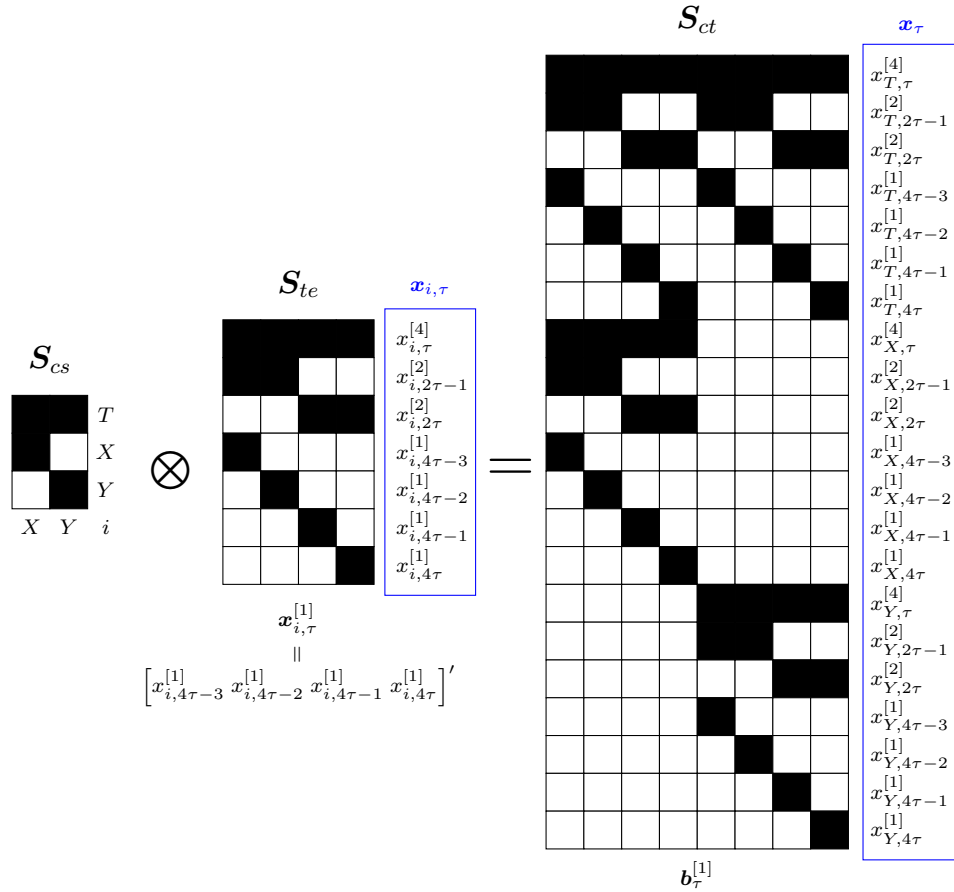 S_{ct}
x_τ
x_{T,τ}^{[4]}
x_{T,2τ−1}^{[2]}
x_{T,2τ}^{[2]}
x_{T,4τ−3}^{[1]}
x_{T,4τ−2}^{[1]}
x_{T,4τ−1}^{[1]}
x_{T,4τ}^{[1]}
x_{X,τ}^{[4]}
x_{X,2τ−1}^{[2]}
x_{X,2τ}^{[2]}
x_{X,4τ−3}^{[1]}
x_{X,4τ−2}^{[1]}
x_{X,4τ−1}^{[1]}
x_{X,4τ}^{[1]}
x_{Y,τ}^{[4]}
x_{Y,2τ−1}^{[2]}
x_{Y,2τ}^{[2]}
x_{Y,4τ−3}^{[1]}
x_{Y,4τ−2}^{[1]}
x_{Y,4τ−1}^{[1]}
x_{Y,4τ}^{[1]}
b_τ^{[1]}
S_{te}
x_{i,τ}
x_{i,τ}^{[4]}
x_{i,2τ−1}^{[2]}
x_{i,2τ}^{[2]}
x_{i,4τ−3}^{[1]}
x_{i,4τ−2}^{[1]}
x_{i,4τ−1}^{[1]}
x_{i,4τ}^{[1]}
x_{i,τ}^{[1]}
=
[x_{i,4τ−3}^{[1]} x_{i,4τ−2}^{[1]} x_{i,4τ−1}^{[1]} x_{i,4τ}^{[1]}]′
S_{cs}
T
X
Y
X Y i
⊗
=